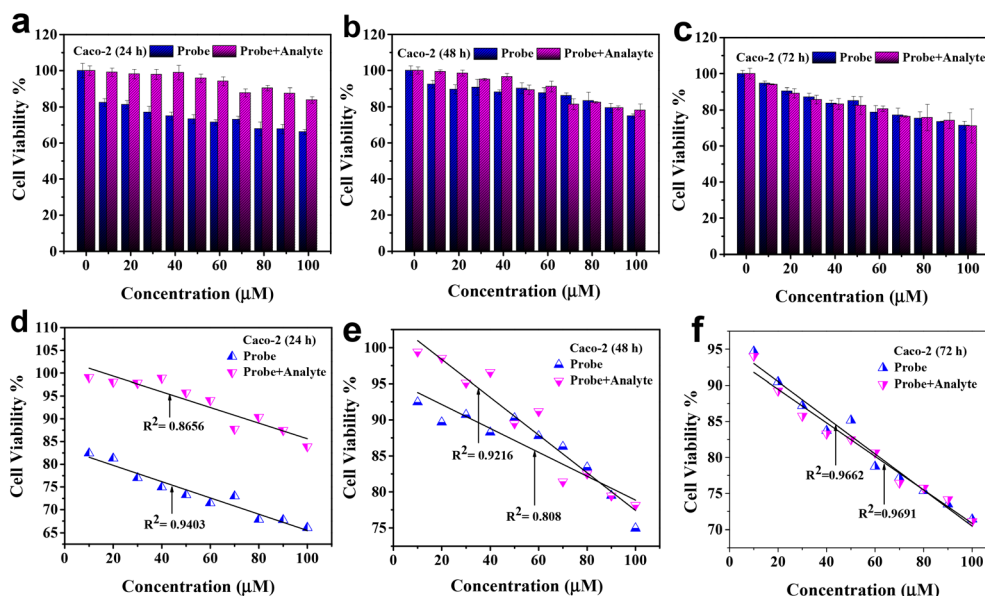 a
Caco-2 (24 h) Probe Probe+Analyte
120
100
80
60
40
20
0
Cell Viability %
0 20 40 60 80 100
Concentration (μM)
b
Caco-2 (48 h) Probe Probe+Analyte
120
100
80
60
40
20
0
Cell Viability %
0 20 40 60 80 100
Concentration (μM)
c
Caco-2 (72 h) Probe Probe+Analyte
120
100
80
60
40
20
0
Cell Viability %
0 20 40 60 80 100
Concentration (μM)
d
Caco-2 (24 h)
Probe
Probe+Analyte
110
105
100
95
90
85
80
75
70
65
Cell Viability %
R²= 0.8656
R²= 0.9403
0 20 40 60 80 100
Concentration (μM)
e
Caco-2 (48 h)
Probe
Probe+Analyte
100
95
90
85
80
75
Cell Viability %
R²= 0.9216
R²= 0.808
0 20 40 60 80 100
Concentration (μM)
f
Caco-2 (72 h)
Probe
Probe+Analyte
95
90
85
80
75
70
Cell Viability %
R²=0.9662
R²=0.9691
0 20 40 60 80 100
Concentration (μM)